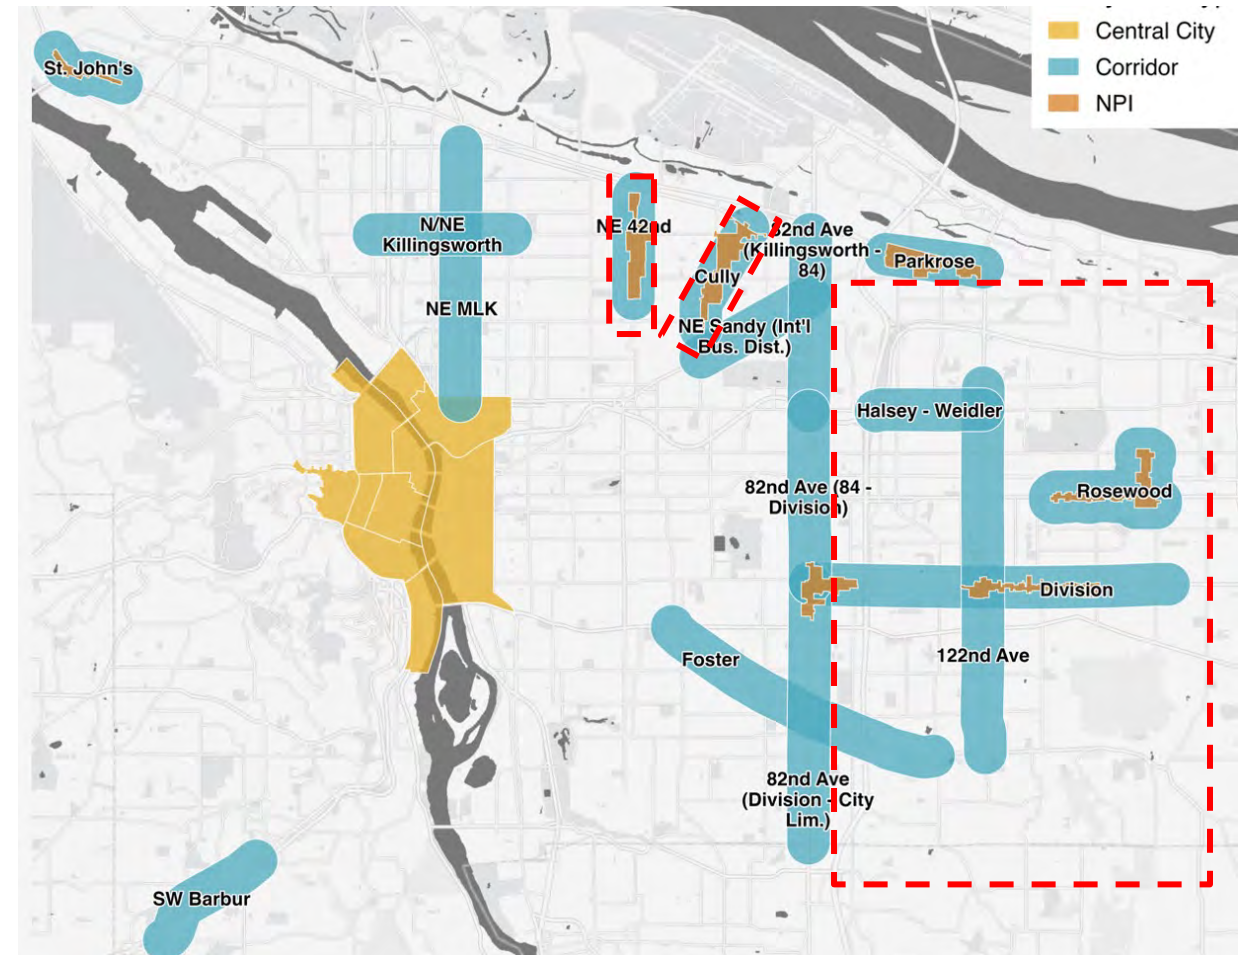 Central City
Corridor
NPI
St. John's
N/NE
Killingsworth
NE MLK
NE 42nd
Cully
82nd Ave
(Killingsworth -
84)
Parkrose
NE Sandy (Int'l
Bus. Dist.)
Halsey - Weidler
82nd Ave (84 -
Division)
Rosewood
Division
Foster
122nd Ave
82nd Ave
(Division - City
Lim.)
SW Barbur